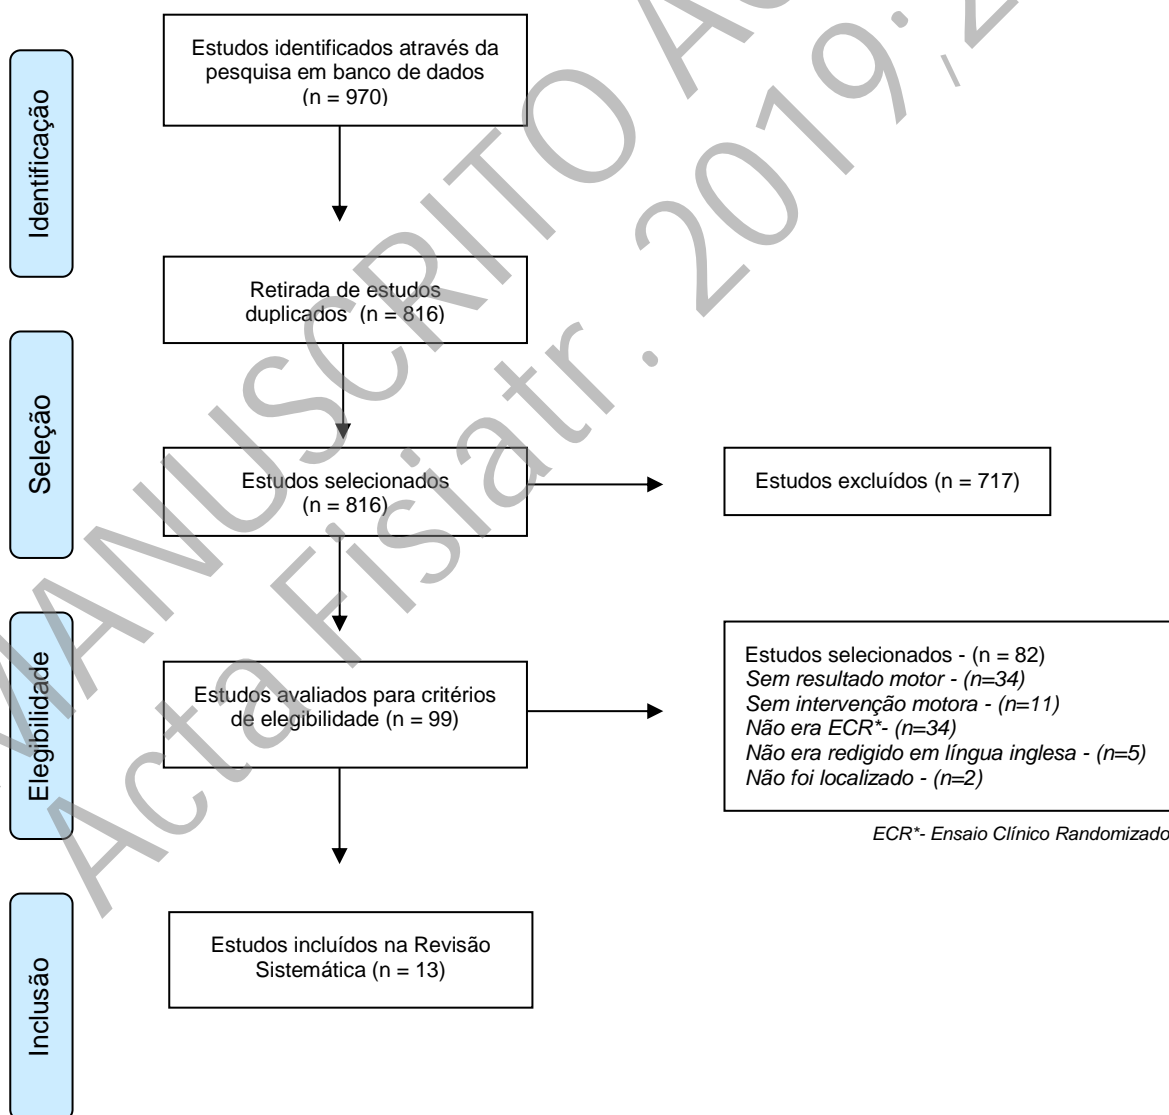 Identificação
Estudos identificados através da
pesquisa em banco de dados
(n = 970)
Retirada de estudos
duplicados (n = 816)
Seleção
Estudos selecionados
(n = 816)
Estudos excluídos (n = 717)
Elegibilidade
Estudos avaliados para critérios
de elegibilidade (n = 99)
Estudos selecionados - (n = 82)
Sem resultado motor - (n=34)
Sem intervenção motora - (n=11)
Não era ECR*- (n=34)
Não era redigido em língua inglesa - (n=5)
Não foi localizado - (n=2)
ECR*- Ensaio Clínico Randomizado
Inclusão
Estudos incluídos na Revisão
Sistemática (n = 13)
MANUSCRITO
Acta Fisiatr. 2019;